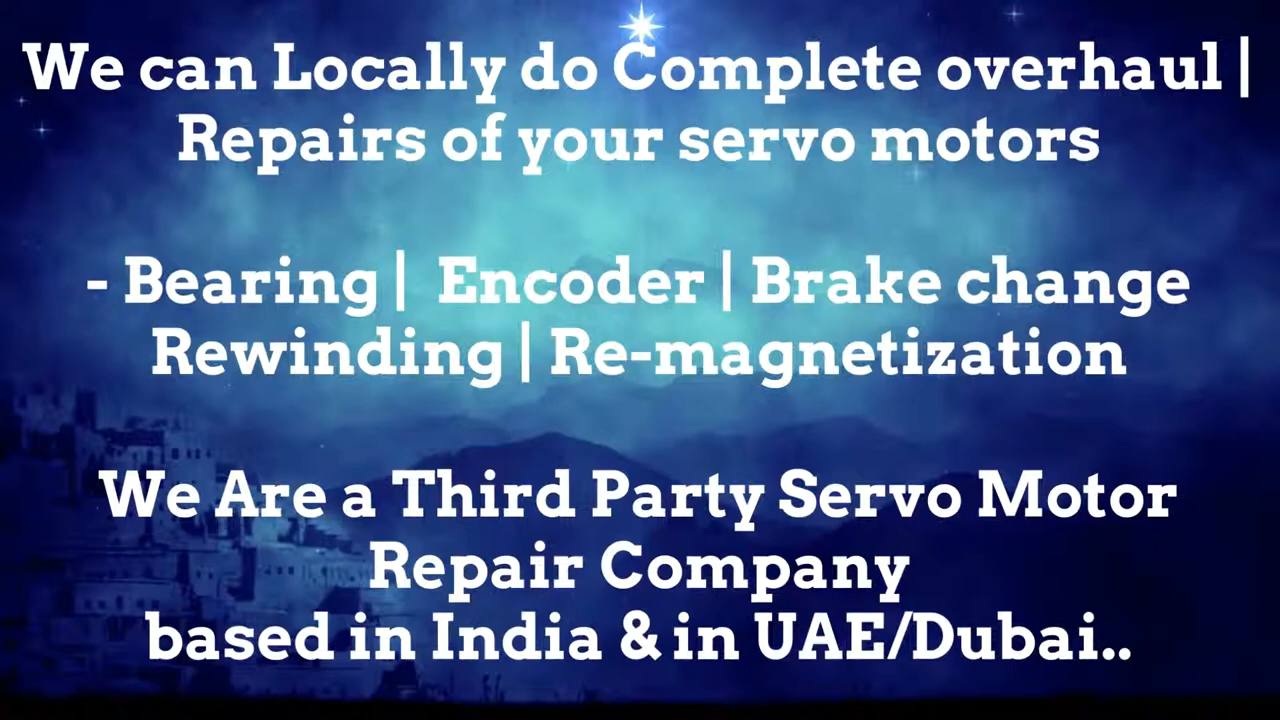 We can Locally do Complete overhaul |
Repairs of your servo motors
- Bearing | Encoder | Brake change
Rewinding | Re-magnetization
We Are a Third Party Servo Motor
Repair Company
based in India & in UAE/Dubai..